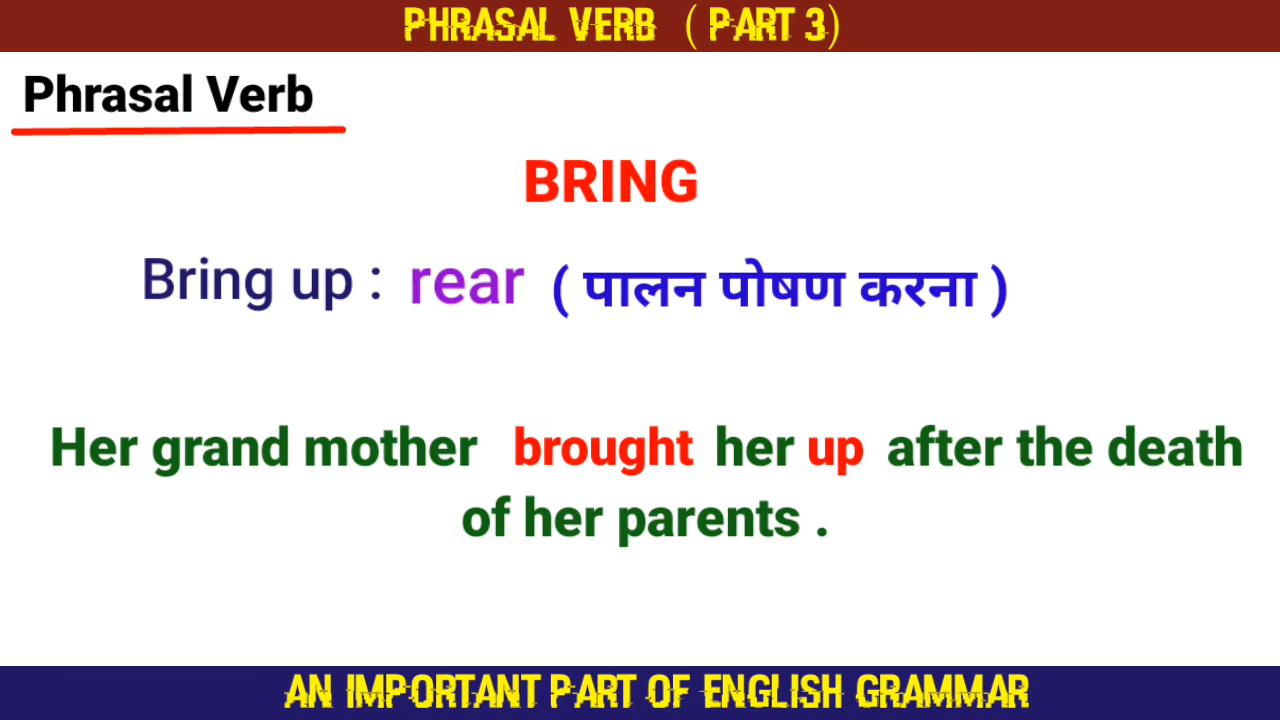 PHRASAL VERB ( PART 3)
Phrasal Verb
BRING
Bring up : rear ( पालन पोषण करना )
Her grand mother brought her up after the death
of her parents .
AN IMPORTANT PART OF ENGLISH GRAMMAR